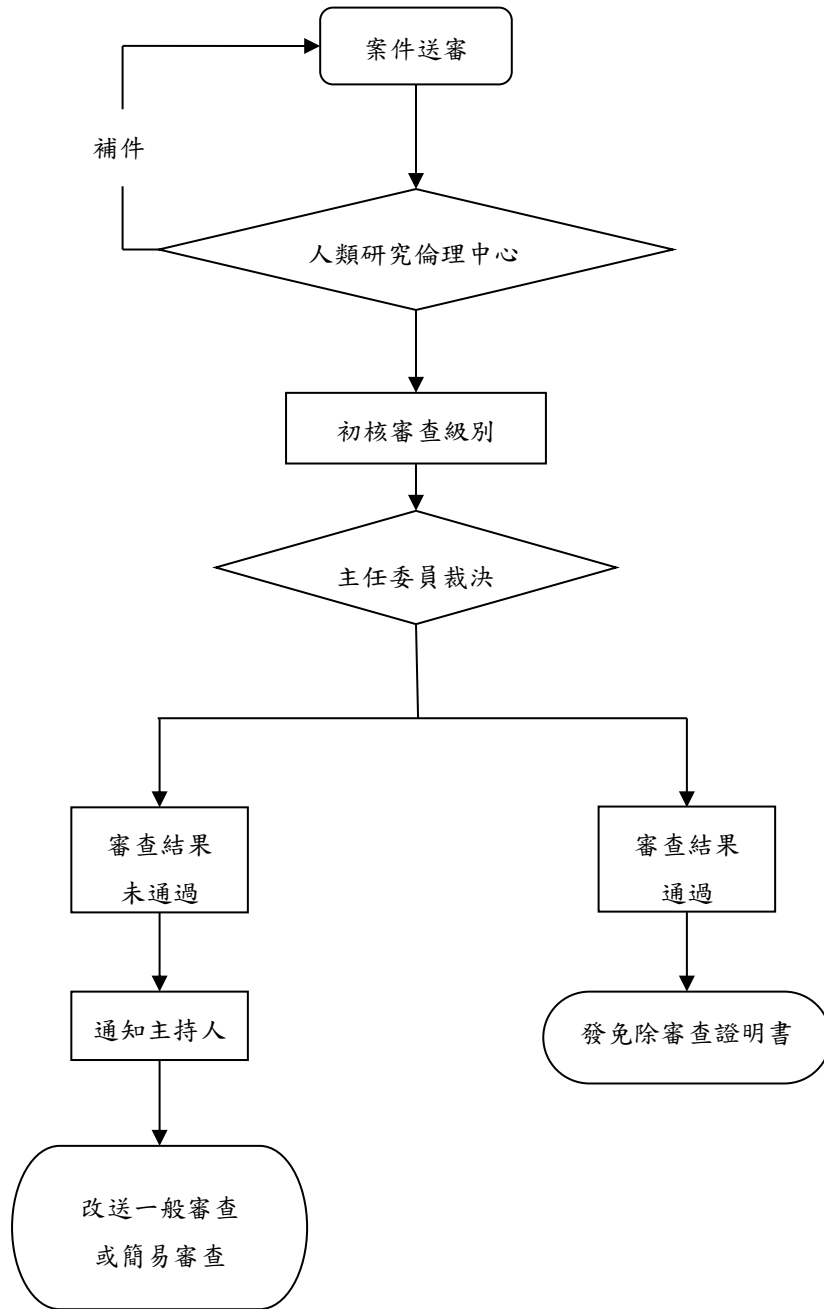 案件送審
補件
人類研究倫理中心
初核審查級別
主任委員裁決
審查結果
未通過
審查結果
通過
通知主持人
發免除審查證明書
改送一般審查
或簡易審查